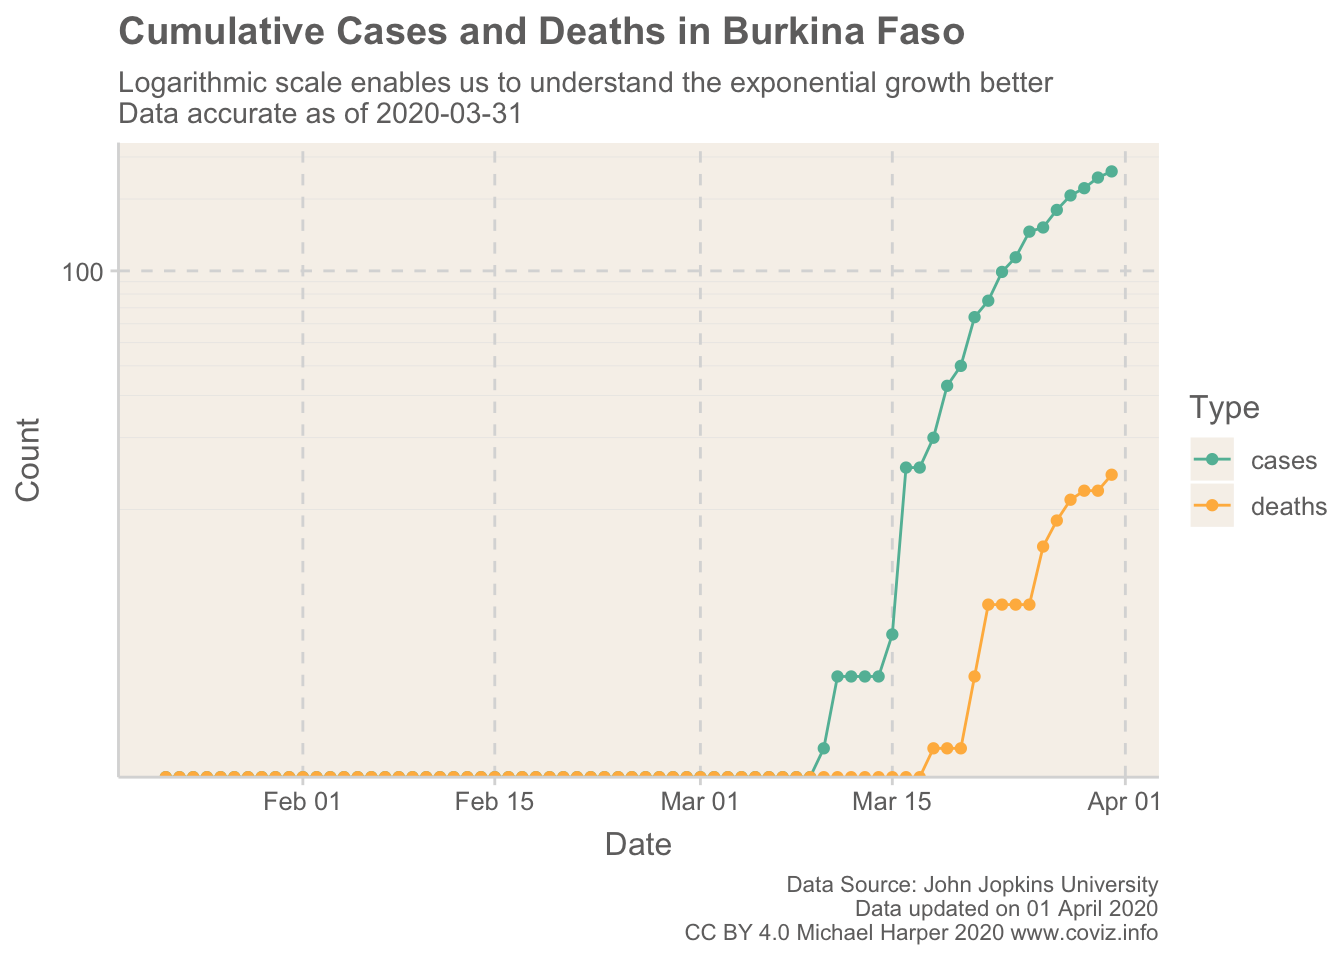 Cumulative Cases and Deaths in Burkina Faso
Logarithmic scale enables us to understand the exponential growth better
Data accurate as of 2020-03-31
100
Count
Type
cases
deaths
Feb 01
Feb 15
Mar 01
Mar 15
Apr 01
Date
Data Source: John Jopkins University
Data updated on 01 April 2020
CC BY 4.0 Michael Harper 2020 www.coviz.info